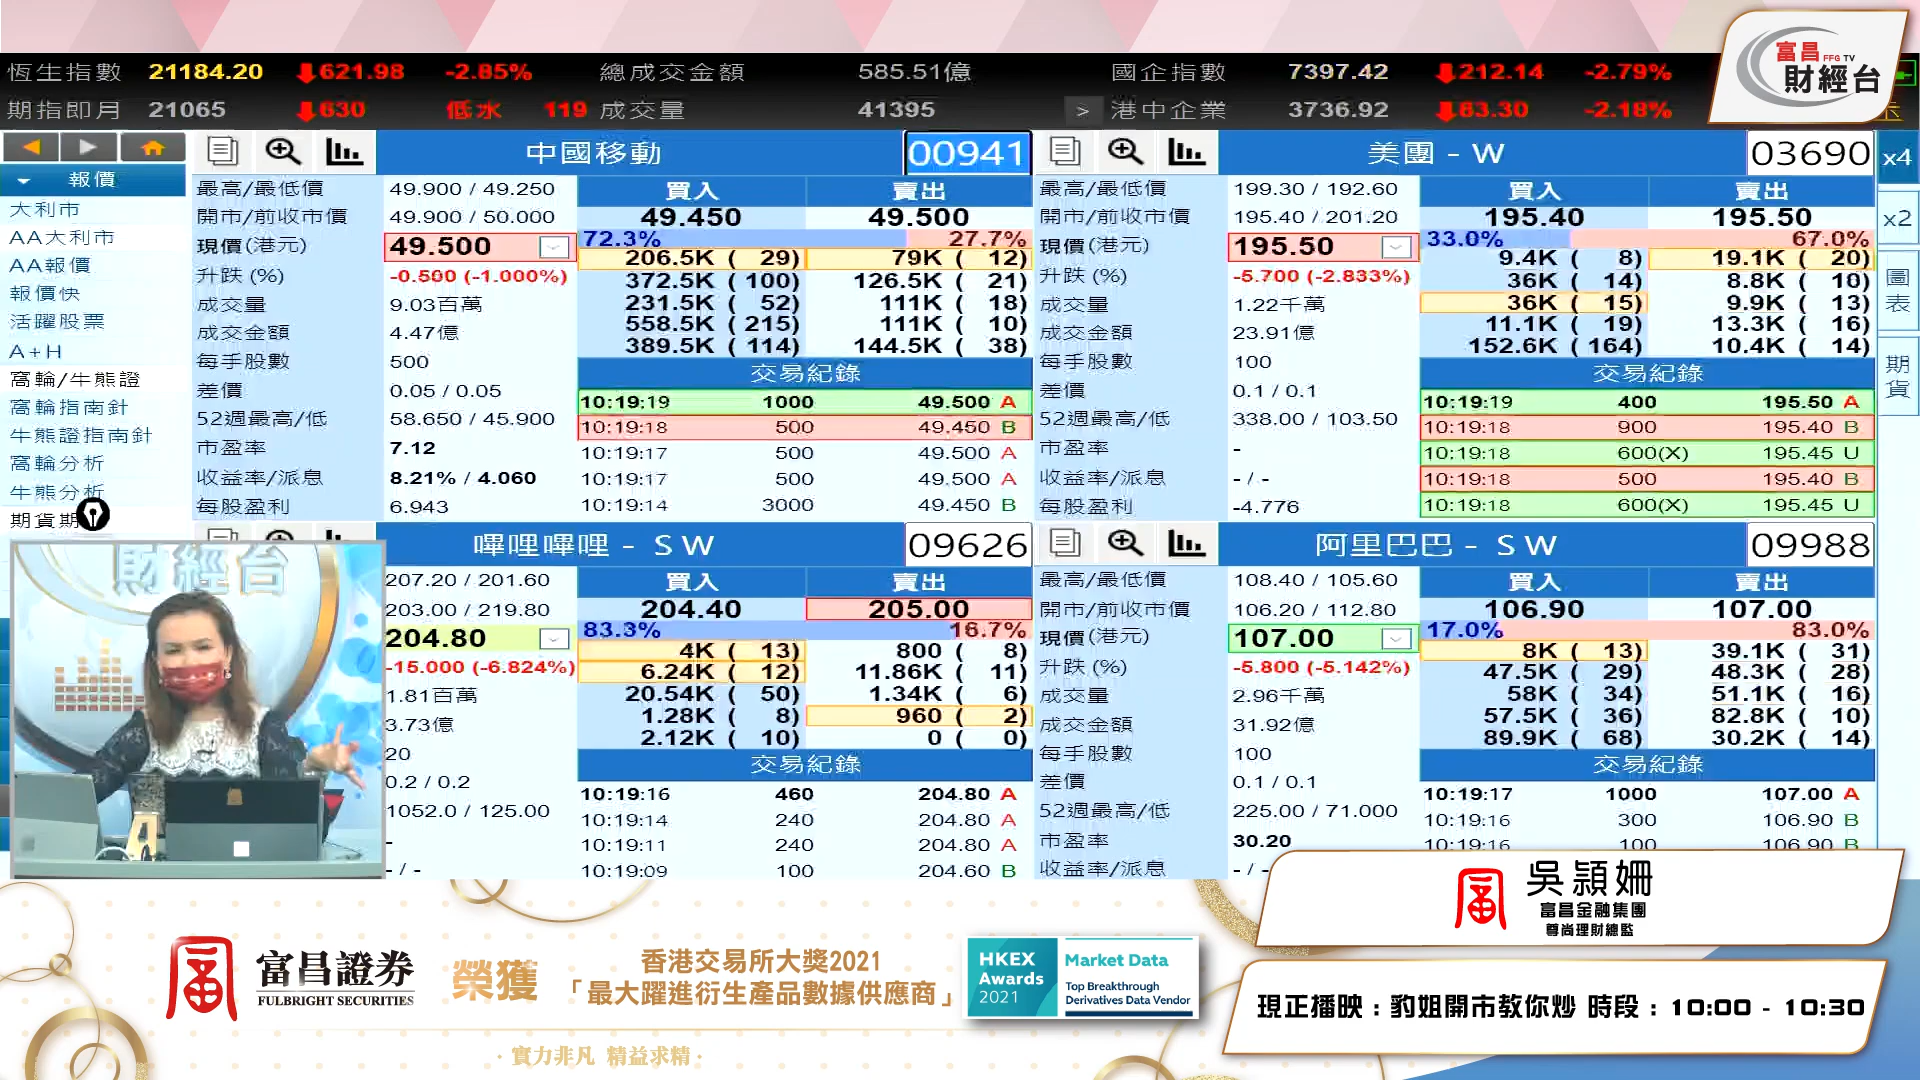 恆生指數 21184.20 621.98 -2.85% 總成交金額 585.51億 國企指數 7397.42 212.14 -2.79%
期指即月 21065 630 低水 119 成交量 41395 > 港中企業 3736.92 83.30 -2.18%
富昌 FFG TV
財經台
報價
大利市
AA大利市
AA報價
報價快
活躍股票
A+H
窩輪/牛熊證
窩輪指南針
牛熊證指南針
窩輪分析
牛熊分析
期貨期
中國移動 00941
最高/最低價 49.900 / 49.250
開市/前收市價 49.900 / 50.000
現價(港元) 49.500
升跌 (%) -0.500 (-1.000%)
成交量 9.03百萬
成交金額 4.47億
每手股數 500
差價 0.05 / 0.05
52週最高/低 58.650 / 45.900
市盈率 7.12
收益率/派息 8.21% / 4.060
每股盈利 6.943
買入 賣出
49.450 49.500
72.3% 27.7%
206.5K ( 29) 79K ( 12)
372.5K ( 100) 126.5K ( 21)
231.5K ( 52) 111K ( 18)
558.5K ( 215) 111K ( 10)
389.5K ( 114) 144.5K ( 38)
交易紀錄
10:19:19 1000 49.500 A
10:19:18 500 49.450 B
10:19:17 500 49.500 A
10:19:17 500 49.500 A
10:19:14 3000 49.450 B
美團 - W 03690
最高/最低價 199.30 / 192.60
開市/前收市價 195.40 / 201.20
現價(港元) 195.50
升跌 (%) -5.700 (-2.833%)
成交量 1.22千萬
成交金額 23.91億
每手股數 100
差價 0.1 / 0.1
52週最高/低 338.00 / 103.50
市盈率 -
收益率/派息 - / -
每股盈利 -4.776
買入 賣出
195.40 195.50
33.0% 67.0%
9.4K ( 8) 19.1K ( 20)
36K ( 14) 8.8K ( 10)
36K ( 15) 9.9K ( 13)
11.1K ( 19) 13.3K ( 16)
152.6K ( 164) 10.4K ( 14)
交易紀錄
10:19:19 400 195.50 A
10:19:18 900 195.40 B
10:19:18 600(X) 195.45 U
10:19:18 500 195.40 B
10:19:18 600(X) 195.45 U
x4
x2
圖表
期貨
嗶哩嗶哩 - S W 09626
207.20 / 201.60
203.00 / 219.80
204.80
-15.000 (-6.824%)
1.81百萬
3.73億
20
0.2 / 0.2
1052.0 / 125.00
-
- / -
買入 賣出
204.40 205.00
83.3% 16.7%
4K ( 13) 800 ( 8)
6.24K ( 12) 11.86K ( 11)
20.54K ( 50) 1.34K ( 6)
1.28K ( 8) 960 ( 2)
2.12K ( 10) 0 ( 0)
交易紀錄
10:19:16 460 204.80 A
10:19:14 240 204.80 A
10:19:11 240 204.80 A
10:19:09 100 204.60 B
阿里巴巴 - S W 09988
最高/最低價 108.40 / 105.60
開市/前收市價 106.20 / 112.80
現價(港元) 107.00
升跌 (%) -5.800 (-5.142%)
成交量 2.96千萬
成交金額 31.92億
每手股數 100
差價 0.1 / 0.1
52週最高/低 225.00 / 71.000
市盈率 30.20
收益率/派息 - / -
買入 賣出
106.90 107.00
17.0% 83.0%
8K ( 13) 39.1K ( 31)
47.5K ( 29) 48.3K ( 28)
58K ( 34) 51.1K ( 16)
57.5K ( 36) 82.8K ( 10)
89.9K ( 68) 30.2K ( 14)
交易紀錄
10:19:17 1000 107.00 A
10:19:16 300 106.90 B
10:19:16 100 106.90 B
財經台
吳穎姍
富昌金融集團
尊尚理財總監
富昌證券
FULBRIGHT SECURITIES
榮獲
香港交易所大獎2021
「最大躍進衍生產品數據供應商」
HKEX Awards 2021
Market Data
Top Breakthrough
Derivatives Data Vendor
現正播映：豹姐開市教你炒 時段：10:00 - 10:30
·實力非凡 精益求精·